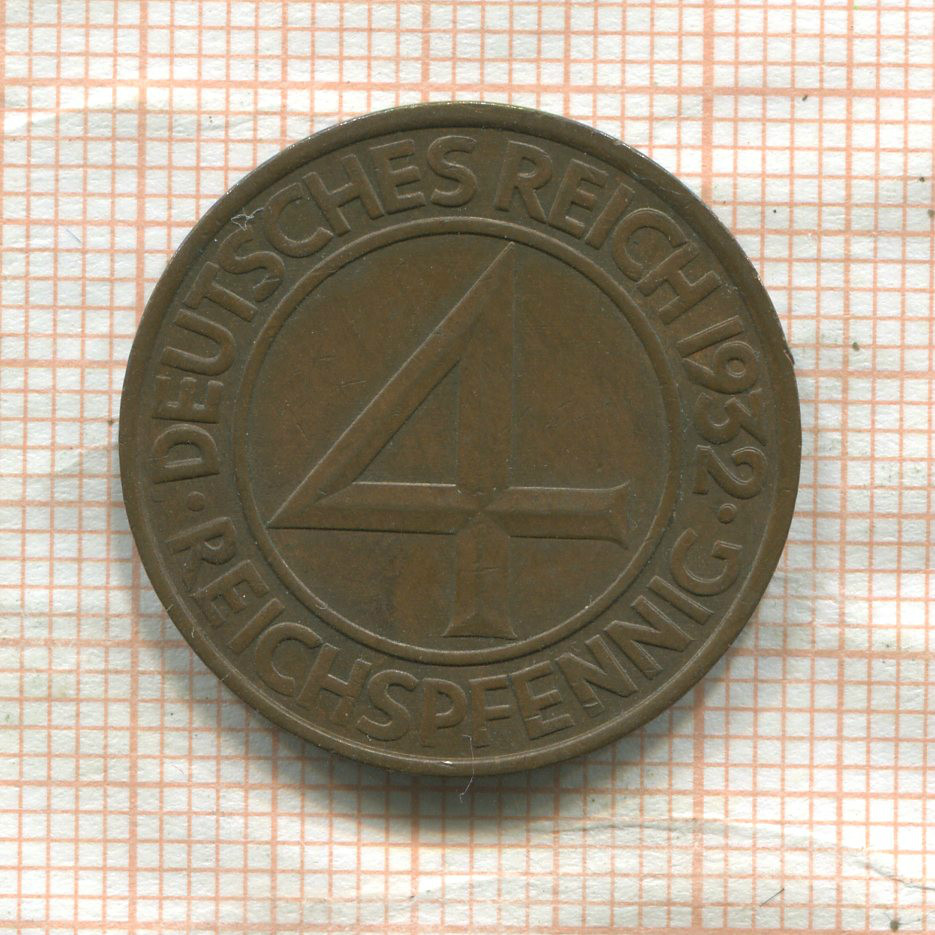 DEUTSCHES REICH 1932
4
REICHSPFENNIG